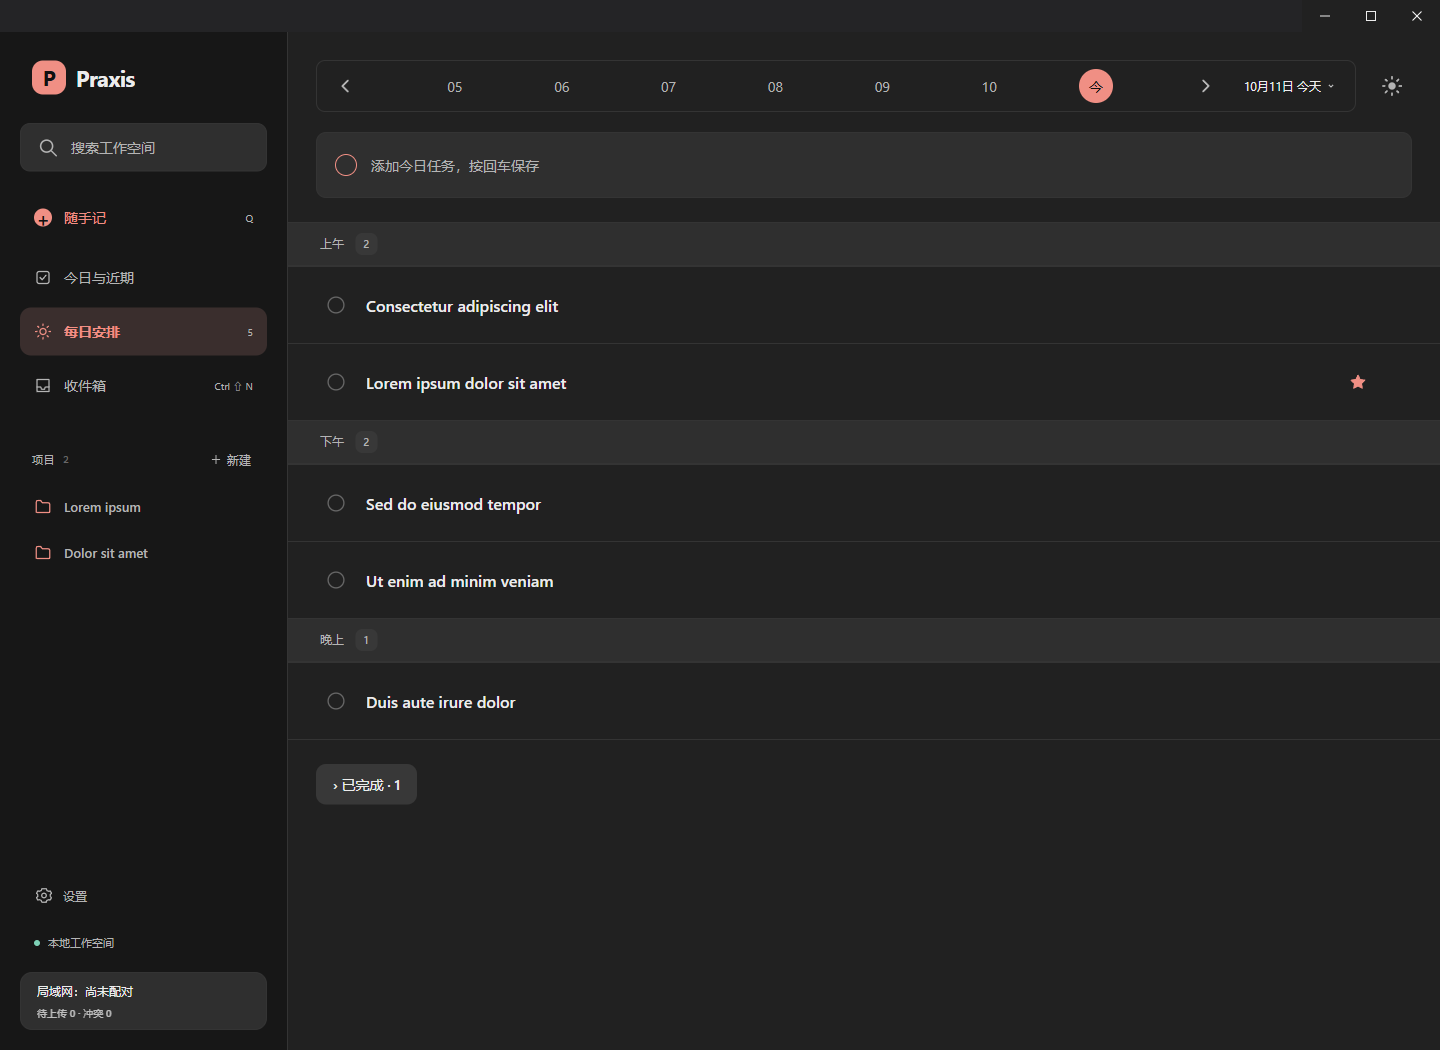 P Praxis
搜索工作空间
随手记 Q
今日与近期
每日安排 5
收件箱 Ctrl ⇧ N
项目 2 + 新建
Lorem ipsum
Dolor sit amet
设置
本地工作空间
局域网：尚未配对
待上传 0 · 冲突 0
05 06 07 08 09 10 今 10月11日 今天
添加今日任务，按回车保存
上午 2
Consectetur adipiscing elit
Lorem ipsum dolor sit amet
下午 2
Sed do eiusmod tempor
Ut enim ad minim veniam
晚上 1
Duis aute irure dolor
› 已完成 · 1